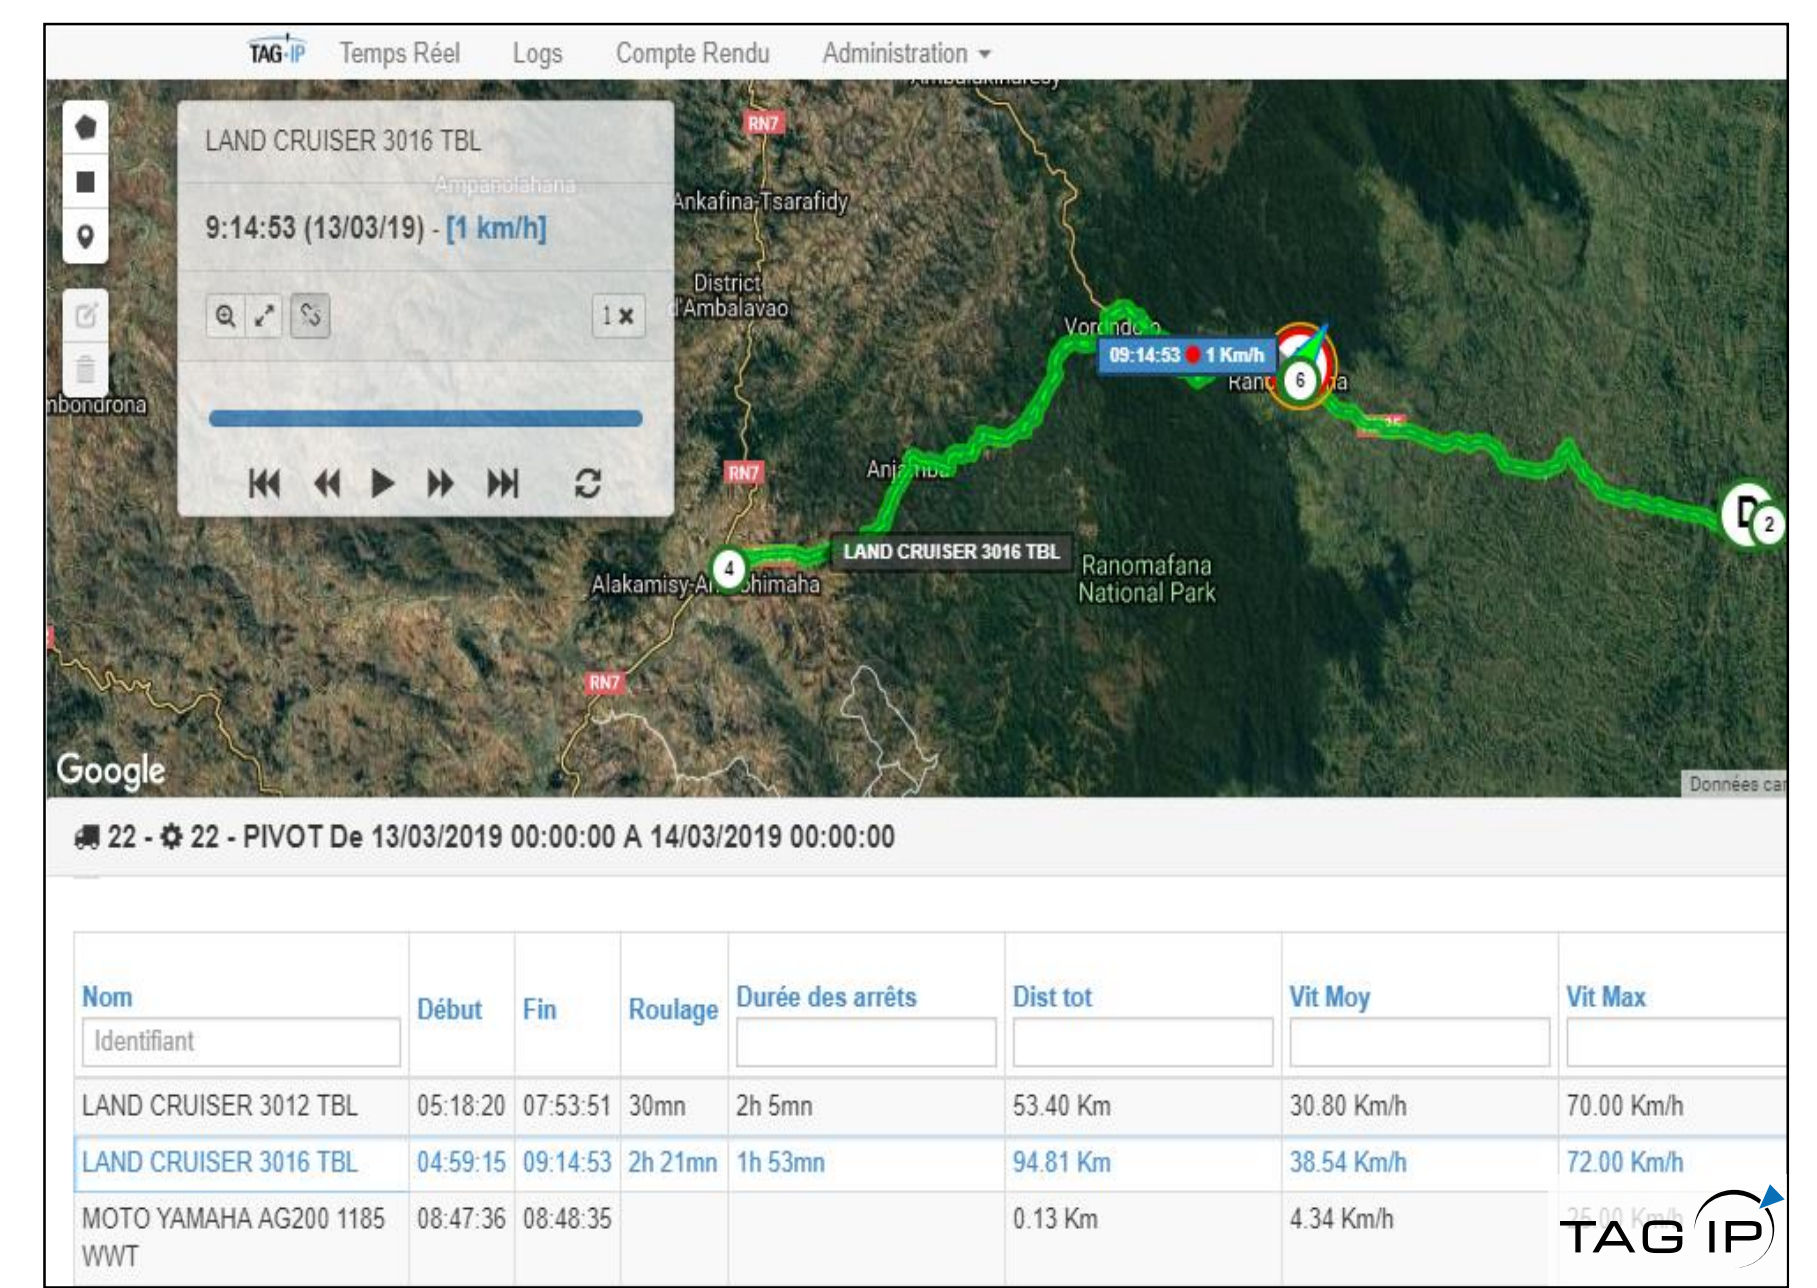 TAG-IP Temps Réel Logs Compte Rendu Administration
LAND CRUISER 3016 TBL
Ampanolahana
9:14:53 (13/03/19) - [1 km/h]
1 ✖
RN7
Ankafina-Tsarafidy
District
d'Ambalavao
09:14:53 1 Km/h
6
RN7
LAND CRUISER 3016 TBL
4
D
2
Ranomafana
National Park
RN7
Google
22 - 22 - PIVOT De 13/03/2019 00:00:00 A 14/03/2019 00:00:00
Nom Début Fin Roulage Durée des arrêts Dist tot Vit Moy Vit Max
Identifiant
LAND CRUISER 3012 TBL 05:18:20 07:53:51 30mn 2h 5mn 53.40 Km 30.80 Km/h 70.00 Km/h
LAND CRUISER 3016 TBL 04:59:15 09:14:53 2h 21mn 1h 53mn 94.81 Km 38.54 Km/h 72.00 Km/h
MOTO YAMAHA AG200 1185 08:47:36 08:48:35 0.13 Km 4.34 Km/h
WWT
TAG IP